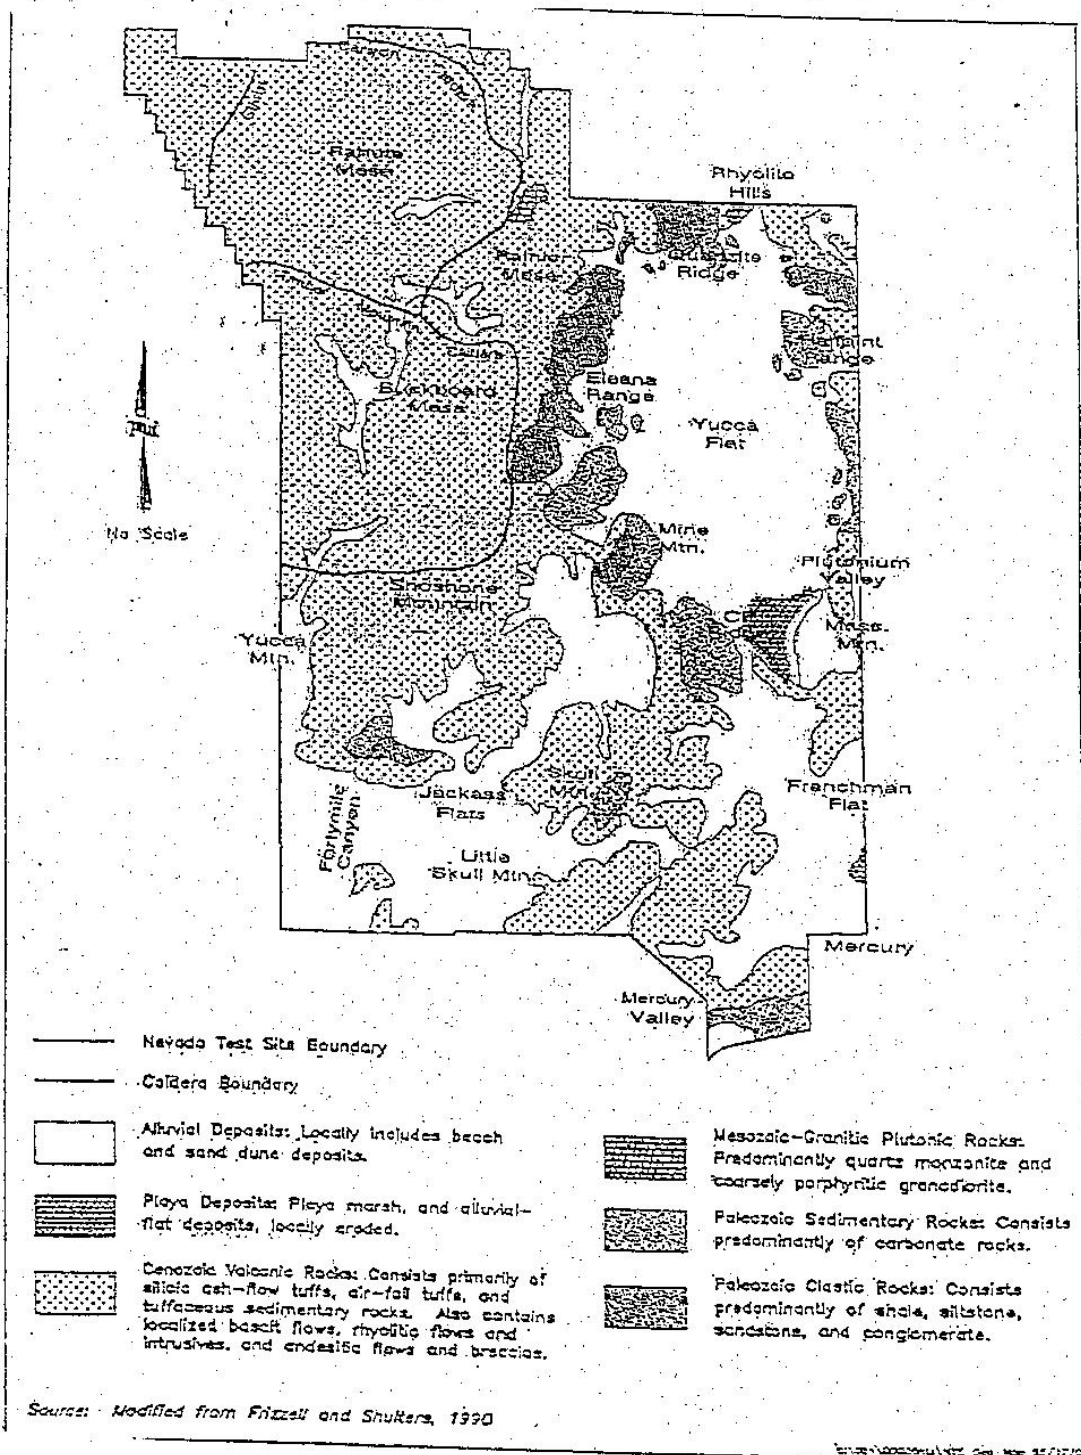 Canyon
Pahute
Mesa
Rhyolite
Hills
Rainier
Mesa
Quartzite
Ridge
Range
Caldera
Mesa
Eleana
Range
Yucca
Flat
No Scale
Mine
Mtn.
Plutonium
Valley
Shoshone
Mountain
Mass.
Mtn.
Yucca
Mtn.
Skull
Mtn.
Frenchman
Flat
Jackass
Flats
Fortymile
Canyon
Little
Skull Mtn.
Mercury
Mercury
Valley
Nevada Test Site Boundary
Caldera Boundary
Alluvial Deposits: Locally includes beach
and sand dune deposits.
Playa Deposits: Playa marsh, and alluvial-
flat deposits, locally eroded.
Cenozoic Volcanic Rocks: Consists primarily of
silicic ash-flow tuffs, air-fall tuffs, and
tuffaceous sedimentary rocks. Also contains
localized basalt flows, rhyolitic flows and
intrusives, and andesitic flows and breccias.
Mesozoic-Granitic Plutonic Rocks:
Predominantly quartz monzonite and
coarsely porphyritic granodiorite.
Paleozoic Sedimentary Rocks: Consists
predominantly of carbonate rocks.
Paleozoic Clastic Rocks: Consists
predominantly of shale, siltstone,
sandstone, and conglomerate.
Source: Modified from Frizzell and Shulters, 1990